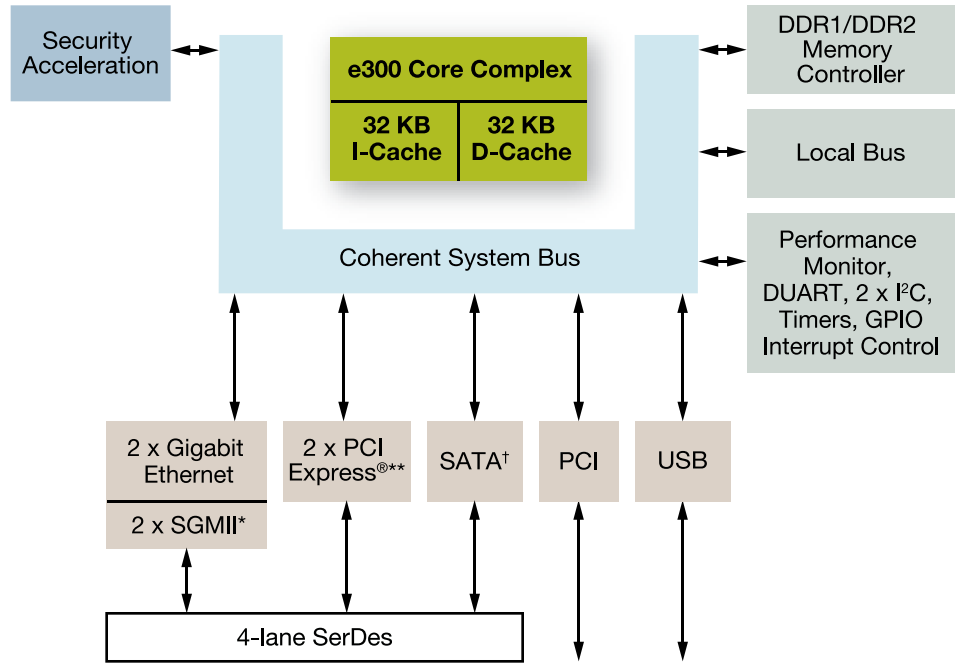 Security
Acceleration
e300 Core Complex
32 KB
I-Cache
32 KB
D-Cache
DDR1/DDR2
Memory
Controller
Local Bus
Coherent System Bus
Performance
Monitor,
DUART, 2 x I²C,
Timers, GPIO
Interrupt Control
2 x Gigabit
Ethernet
2 x SGMII*
2 x PCI
Express®**
SATA†
PCI
USB
4-lane SerDes